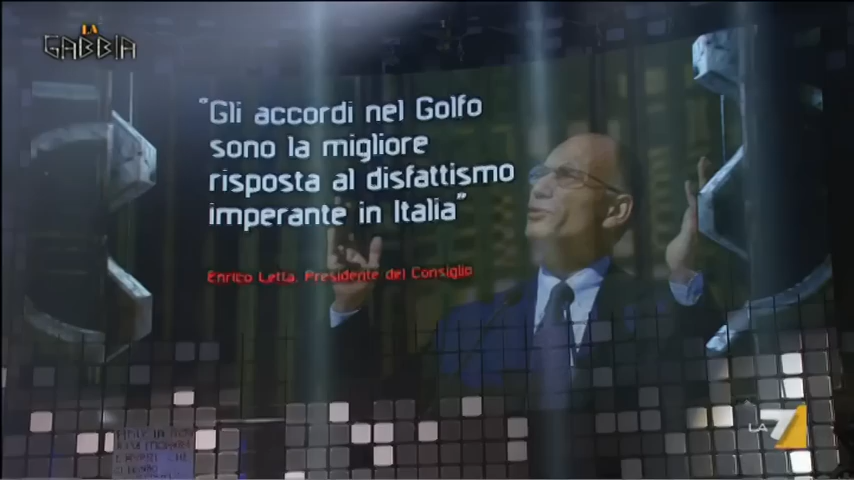 LA
GABBIA
"Gli accordi nel Golfo
sono la migliore
risposta al disfattismo
imperante in Italia"
Enrico Letta, Presidente del Consiglio
LA7